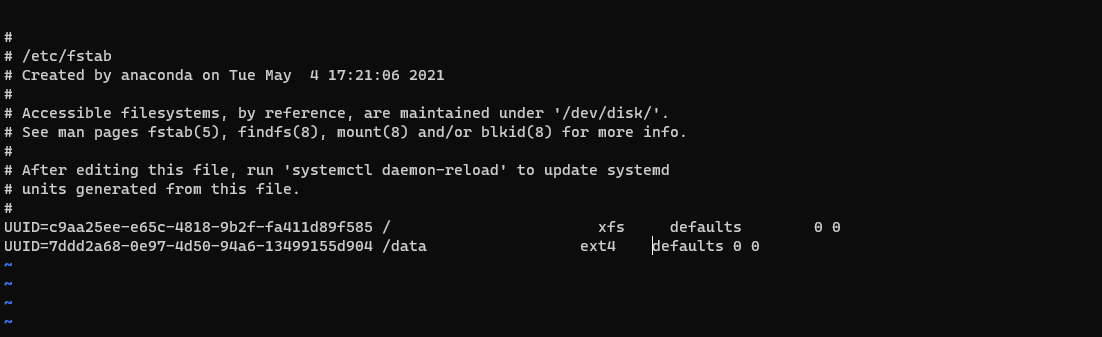 #
# /etc/fstab
# Created by anaconda on Tue May  4 17:21:06 2021
#
# Accessible filesystems, by reference, are maintained under '/dev/disk/'.
# See man pages fstab(5), findfs(8), mount(8) and/or blkid(8) for more info.
#
# After editing this file, run 'systemctl daemon-reload' to update systemd
# units generated from this file.
#
UUID=c9aa25ee-e65c-4818-9b2f-fa411d89f585 /                       xfs     defaults        0 0
UUID=7ddd2a68-0e97-4d50-94a6-13499155d904 /data                 ext4    defaults 0 0
~
~
~
~